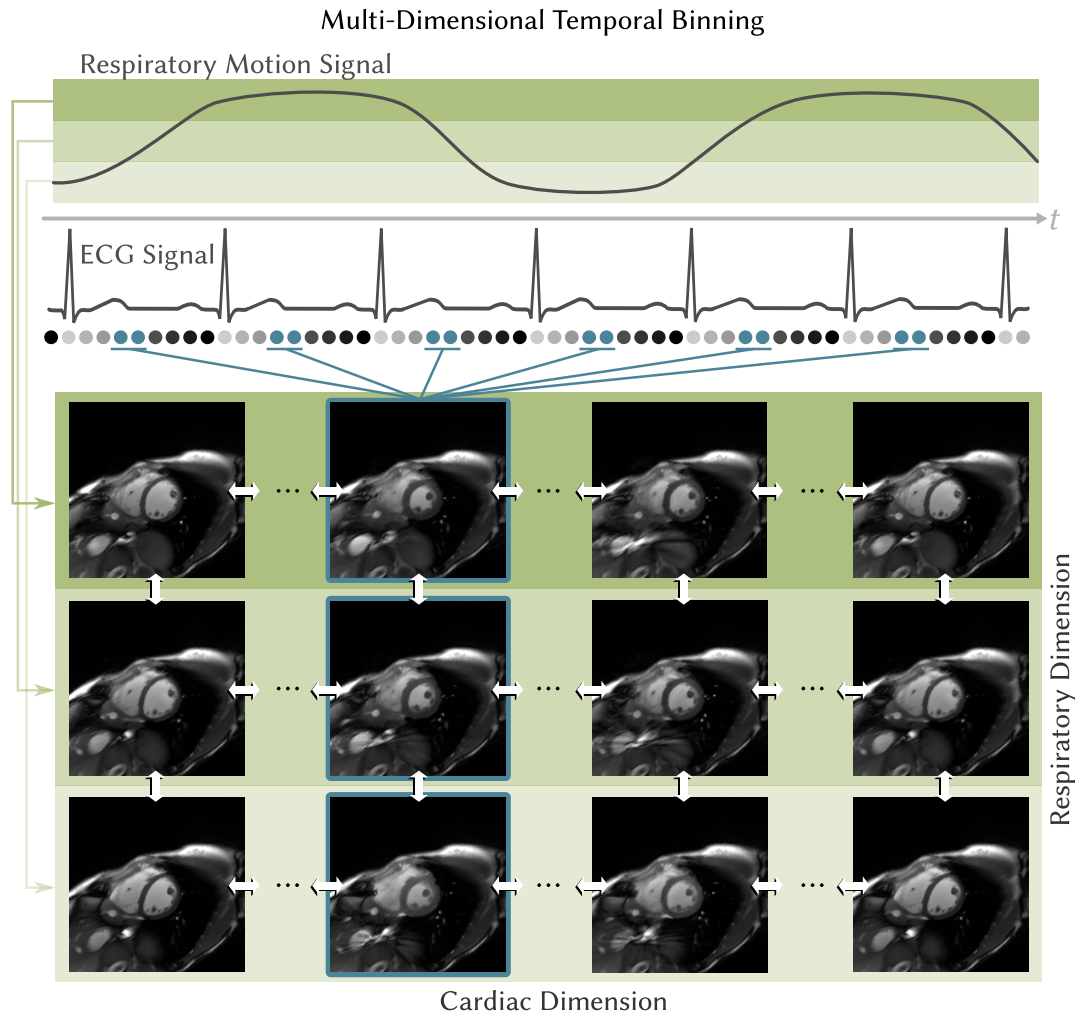 Multi-Dimensional Temporal Binning
Respiratory Motion Signal
t
ECG Signal
... ... ...
... ... ...
... ... ...
Respiratory Dimension
Cardiac Dimension